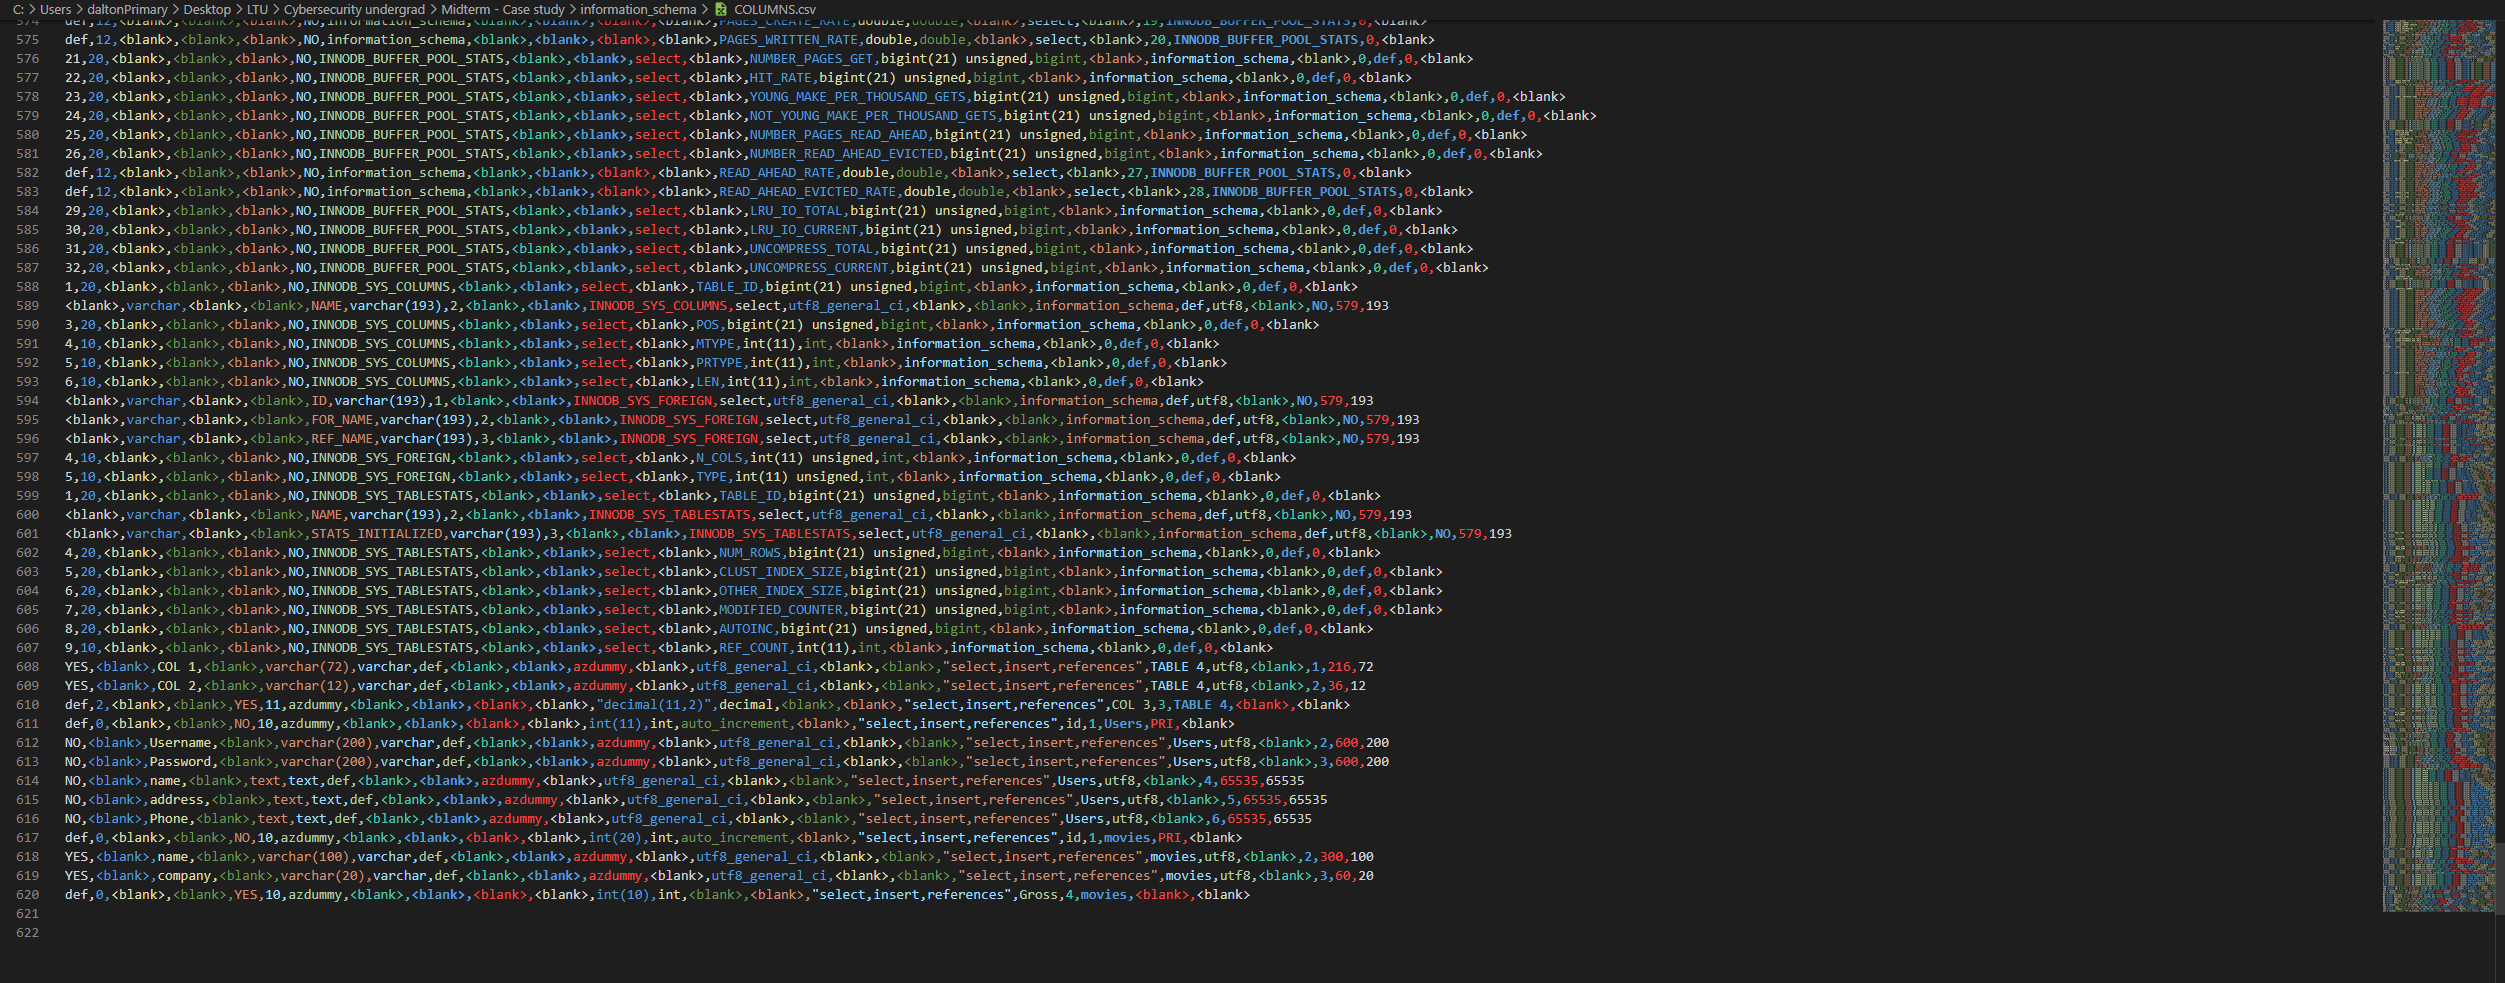 C: > Users > daltonPrimary > Desktop > LTU > Cybersecurity undergrad > Midterm - Case study > information_schema > COLUMNS.csv
574 def,12,<blank>,<blank>,<blank>,NO,information_schema,<blank>,<blank>,<blank>,<blank>,PAGES_CREATE_RATE,double,double,<blank>,select,<blank>,19,INNODB_BUFFER_POOL_STATS,0,<blank>
575 def,12,<blank>,<blank>,<blank>,NO,information_schema,<blank>,<blank>,<blank>,<blank>,PAGES_WRITTEN_RATE,double,double,<blank>,select,<blank>,20,INNODB_BUFFER_POOL_STATS,0,<blank>
576 21,20,<blank>,<blank>,<blank>,NO,INNODB_BUFFER_POOL_STATS,<blank>,<blank>,select,<blank>,NUMBER_PAGES_GET,bigint(21) unsigned,bigint,<blank>,information_schema,<blank>,0,def,0,<blank>
577 22,20,<blank>,<blank>,<blank>,NO,INNODB_BUFFER_POOL_STATS,<blank>,<blank>,select,<blank>,HIT_RATE,bigint(21) unsigned,bigint,<blank>,information_schema,<blank>,0,def,0,<blank>
578 23,20,<blank>,<blank>,<blank>,NO,INNODB_BUFFER_POOL_STATS,<blank>,<blank>,select,<blank>,YOUNG_MAKE_PER_THOUSAND_GETS,bigint(21) unsigned,bigint,<blank>,information_schema,<blank>,0,def,0,<blank>
579 24,20,<blank>,<blank>,<blank>,NO,INNODB_BUFFER_POOL_STATS,<blank>,<blank>,select,<blank>,NOT_YOUNG_MAKE_PER_THOUSAND_GETS,bigint(21) unsigned,bigint,<blank>,information_schema,<blank>,0,def,0,<blank>
580 25,20,<blank>,<blank>,<blank>,NO,INNODB_BUFFER_POOL_STATS,<blank>,<blank>,select,<blank>,NUMBER_PAGES_READ_AHEAD,bigint(21) unsigned,bigint,<blank>,information_schema,<blank>,0,def,0,<blank>
581 26,20,<blank>,<blank>,<blank>,NO,INNODB_BUFFER_POOL_STATS,<blank>,<blank>,select,<blank>,NUMBER_READ_AHEAD_EVICTED,bigint(21) unsigned,bigint,<blank>,information_schema,<blank>,0,def,0,<blank>
582 def,12,<blank>,<blank>,<blank>,NO,information_schema,<blank>,<blank>,<blank>,<blank>,READ_AHEAD_RATE,double,double,<blank>,select,<blank>,27,INNODB_BUFFER_POOL_STATS,0,<blank>
583 def,12,<blank>,<blank>,<blank>,NO,information_schema,<blank>,<blank>,<blank>,<blank>,READ_AHEAD_EVICTED_RATE,double,double,<blank>,select,<blank>,28,INNODB_BUFFER_POOL_STATS,0,<blank>
584 29,20,<blank>,<blank>,<blank>,NO,INNODB_BUFFER_POOL_STATS,<blank>,<blank>,select,<blank>,LRU_IO_TOTAL,bigint(21) unsigned,bigint,<blank>,information_schema,<blank>,0,def,0,<blank>
585 30,20,<blank>,<blank>,<blank>,NO,INNODB_BUFFER_POOL_STATS,<blank>,<blank>,select,<blank>,LRU_IO_CURRENT,bigint(21) unsigned,bigint,<blank>,information_schema,<blank>,0,def,0,<blank>
586 31,20,<blank>,<blank>,<blank>,NO,INNODB_BUFFER_POOL_STATS,<blank>,<blank>,select,<blank>,UNCOMPRESS_TOTAL,bigint(21) unsigned,bigint,<blank>,information_schema,<blank>,0,def,0,<blank>
587 32,20,<blank>,<blank>,<blank>,NO,INNODB_BUFFER_POOL_STATS,<blank>,<blank>,select,<blank>,UNCOMPRESS_CURRENT,bigint(21) unsigned,bigint,<blank>,information_schema,<blank>,0,def,0,<blank>
588 1,20,<blank>,<blank>,<blank>,NO,INNODB_SYS_COLUMNS,<blank>,<blank>,select,<blank>,TABLE_ID,bigint(21) unsigned,bigint,<blank>,information_schema,<blank>,0,def,0,<blank>
589 <blank>,varchar,<blank>,<blank>,NAME,varchar(193),2,<blank>,<blank>,INNODB_SYS_COLUMNS,select,utf8_general_ci,<blank>,<blank>,information_schema,def,utf8,<blank>,NO,579,193
590 3,20,<blank>,<blank>,<blank>,NO,INNODB_SYS_COLUMNS,<blank>,<blank>,select,<blank>,POS,bigint(21) unsigned,bigint,<blank>,information_schema,<blank>,0,def,0,<blank>
591 4,10,<blank>,<blank>,<blank>,NO,INNODB_SYS_COLUMNS,<blank>,<blank>,select,<blank>,MTYPE,int(11),int,<blank>,information_schema,<blank>,0,def,0,<blank>
592 5,10,<blank>,<blank>,<blank>,NO,INNODB_SYS_COLUMNS,<blank>,<blank>,select,<blank>,PRTYPE,int(11),int,<blank>,information_schema,<blank>,0,def,0,<blank>
593 6,10,<blank>,<blank>,<blank>,NO,INNODB_SYS_COLUMNS,<blank>,<blank>,select,<blank>,LEN,int(11),int,<blank>,information_schema,<blank>,0,def,0,<blank>
594 <blank>,varchar,<blank>,<blank>,ID,varchar(193),1,<blank>,<blank>,INNODB_SYS_FOREIGN,select,utf8_general_ci,<blank>,<blank>,information_schema,def,utf8,<blank>,NO,579,193
595 <blank>,varchar,<blank>,<blank>,FOR_NAME,varchar(193),2,<blank>,<blank>,INNODB_SYS_FOREIGN,select,utf8_general_ci,<blank>,<blank>,information_schema,def,utf8,<blank>,NO,579,193
596 <blank>,varchar,<blank>,<blank>,REF_NAME,varchar(193),3,<blank>,<blank>,INNODB_SYS_FOREIGN,select,utf8_general_ci,<blank>,<blank>,information_schema,def,utf8,<blank>,NO,579,193
597 4,10,<blank>,<blank>,<blank>,NO,INNODB_SYS_FOREIGN,<blank>,<blank>,select,<blank>,N_COLS,int(11) unsigned,int,<blank>,information_schema,<blank>,0,def,0,<blank>
598 5,10,<blank>,<blank>,<blank>,NO,INNODB_SYS_FOREIGN,<blank>,<blank>,select,<blank>,TYPE,int(11) unsigned,int,<blank>,information_schema,<blank>,0,def,0,<blank>
599 1,20,<blank>,<blank>,<blank>,NO,INNODB_SYS_TABLESTATS,<blank>,<blank>,select,<blank>,TABLE_ID,bigint(21) unsigned,bigint,<blank>,information_schema,<blank>,0,def,0,<blank>
600 <blank>,varchar,<blank>,<blank>,NAME,varchar(193),2,<blank>,<blank>,INNODB_SYS_TABLESTATS,select,utf8_general_ci,<blank>,<blank>,information_schema,def,utf8,<blank>,NO,579,193
601 <blank>,varchar,<blank>,<blank>,STATS_INITIALIZED,varchar(193),3,<blank>,<blank>,INNODB_SYS_TABLESTATS,select,utf8_general_ci,<blank>,<blank>,information_schema,def,utf8,<blank>,NO,579,193
602 4,20,<blank>,<blank>,<blank>,NO,INNODB_SYS_TABLESTATS,<blank>,<blank>,select,<blank>,NUM_ROWS,bigint(21) unsigned,bigint,<blank>,information_schema,<blank>,0,def,0,<blank>
603 5,20,<blank>,<blank>,<blank>,NO,INNODB_SYS_TABLESTATS,<blank>,<blank>,select,<blank>,CLUST_INDEX_SIZE,bigint(21) unsigned,bigint,<blank>,information_schema,<blank>,0,def,0,<blank>
604 6,20,<blank>,<blank>,<blank>,NO,INNODB_SYS_TABLESTATS,<blank>,<blank>,select,<blank>,OTHER_INDEX_SIZE,bigint(21) unsigned,bigint,<blank>,information_schema,<blank>,0,def,0,<blank>
605 7,20,<blank>,<blank>,<blank>,NO,INNODB_SYS_TABLESTATS,<blank>,<blank>,select,<blank>,MODIFIED_COUNTER,bigint(21) unsigned,bigint,<blank>,information_schema,<blank>,0,def,0,<blank>
606 8,20,<blank>,<blank>,<blank>,NO,INNODB_SYS_TABLESTATS,<blank>,<blank>,select,<blank>,AUTOINC,bigint(21) unsigned,bigint,<blank>,information_schema,<blank>,0,def,0,<blank>
607 9,10,<blank>,<blank>,<blank>,NO,INNODB_SYS_TABLESTATS,<blank>,<blank>,select,<blank>,REF_COUNT,int(11),int,<blank>,information_schema,<blank>,0,def,0,<blank>
608 YES,<blank>,COL 1,<blank>,varchar(72),varchar,def,<blank>,<blank>,azdummy,<blank>,utf8_general_ci,<blank>,<blank>,"select,insert,references",TABLE 4,utf8,<blank>,1,216,72
609 YES,<blank>,COL 2,<blank>,varchar(12),varchar,def,<blank>,<blank>,azdummy,<blank>,utf8_general_ci,<blank>,<blank>,"select,insert,references",TABLE 4,utf8,<blank>,2,36,12
610 def,2,<blank>,<blank>,YES,11,azdummy,<blank>,<blank>,<blank>,<blank>,"decimal(11,2)",decimal,<blank>,<blank>,"select,insert,references",COL 3,3,TABLE 4,<blank>,<blank>
611 def,0,<blank>,<blank>,NO,10,azdummy,<blank>,<blank>,<blank>,<blank>,int(11),int,auto_increment,<blank>,"select,insert,references",id,1,Users,PRI,<blank>
612 NO,<blank>,Username,<blank>,varchar(200),varchar,def,<blank>,<blank>,azdummy,<blank>,utf8_general_ci,<blank>,<blank>,"select,insert,references",Users,utf8,<blank>,2,600,200
613 NO,<blank>,Password,<blank>,varchar(200),varchar,def,<blank>,<blank>,azdummy,<blank>,utf8_general_ci,<blank>,<blank>,"select,insert,references",Users,utf8,<blank>,3,600,200
614 NO,<blank>,name,<blank>,text,text,def,<blank>,<blank>,azdummy,<blank>,utf8_general_ci,<blank>,<blank>,"select,insert,references",Users,utf8,<blank>,4,65535,65535
615 NO,<blank>,address,<blank>,text,text,def,<blank>,<blank>,azdummy,<blank>,utf8_general_ci,<blank>,<blank>,"select,insert,references",Users,utf8,<blank>,5,65535,65535
616 NO,<blank>,Phone,<blank>,text,text,def,<blank>,<blank>,azdummy,<blank>,utf8_general_ci,<blank>,<blank>,"select,insert,references",Users,utf8,<blank>,6,65535,65535
617 def,0,<blank>,<blank>,NO,10,azdummy,<blank>,<blank>,<blank>,<blank>,int(20),int,auto_increment,<blank>,"select,insert,references",id,1,movies,PRI,<blank>
618 YES,<blank>,name,<blank>,varchar(100),varchar,def,<blank>,<blank>,azdummy,<blank>,utf8_general_ci,<blank>,<blank>,"select,insert,references",movies,utf8,<blank>,2,300,100
619 YES,<blank>,company,<blank>,varchar(20),varchar,def,<blank>,<blank>,azdummy,<blank>,utf8_general_ci,<blank>,<blank>,"select,insert,references",movies,utf8,<blank>,3,60,20
620 def,0,<blank>,<blank>,YES,10,azdummy,<blank>,<blank>,<blank>,<blank>,int(10),int,<blank>,<blank>,"select,insert,references",Gross,4,movies,<blank>,<blank>
621
622